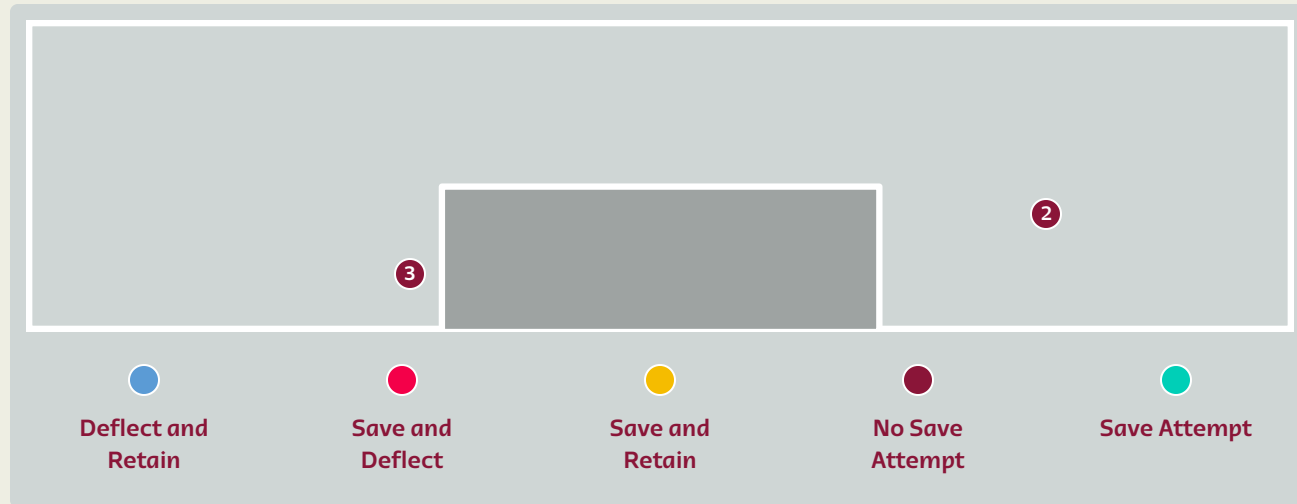 2
3
Deflect and
Retain
Save and
Deflect
Save and
Retain
No Save
Attempt
Save Attempt